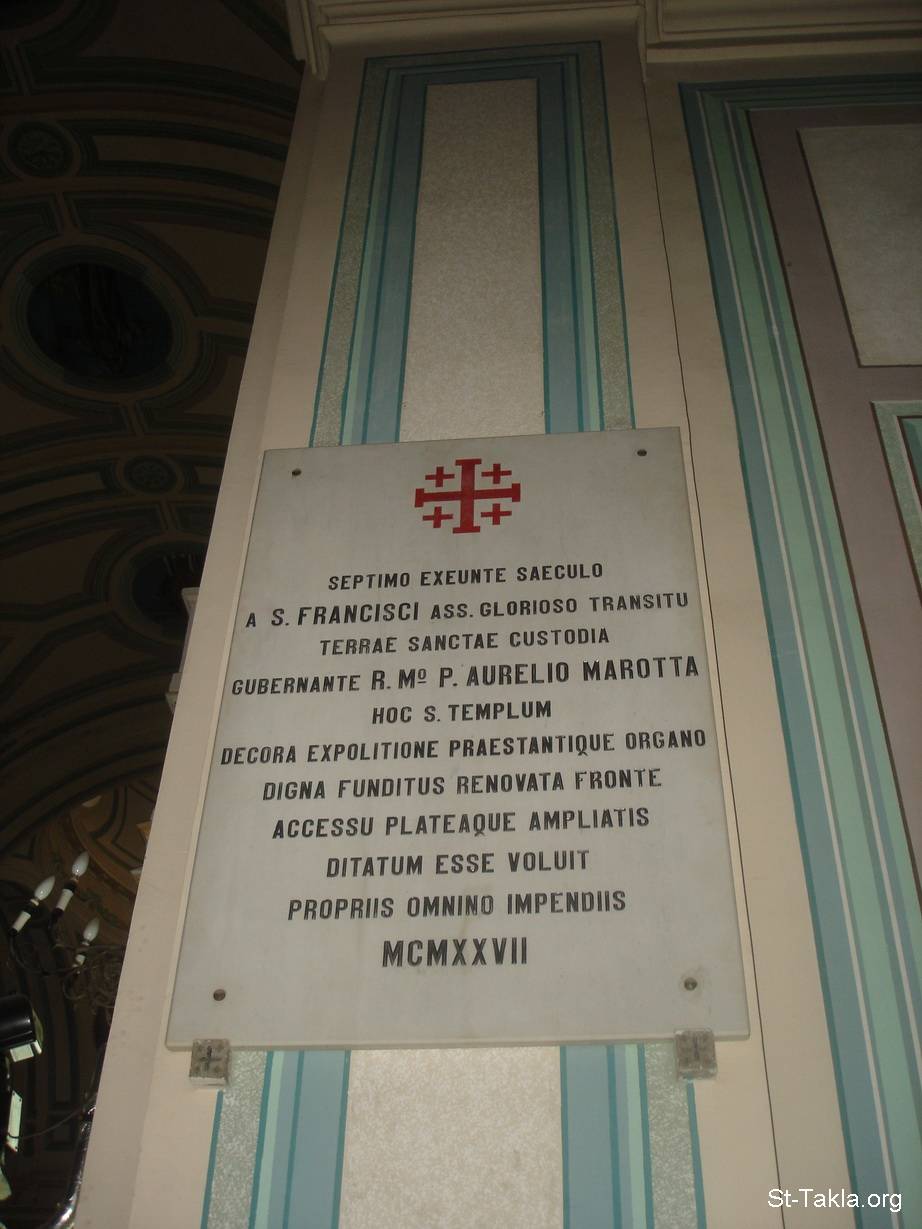 SEPTIMO EXEUNTE SAECULO
A S. FRANCISCI ASS. GLORIOSO TRANSITU
TERRAE SANCTAE CUSTODIA
GUBERNANTE R. Mº P. AURELIO MAROTTA
HOC S. TEMPLUM
DECORA EXPOLITIONE PRAESTANTIQUE ORGANO
DIGNA FUNDITUS RENOVATA FRONTE
ACCESSU PLATEAQUE AMPLIATIS
DITATUM ESSE VOLUIT
PROPRIIS OMNINO IMPENDIIS
MCMXXVII
St-Takla.org